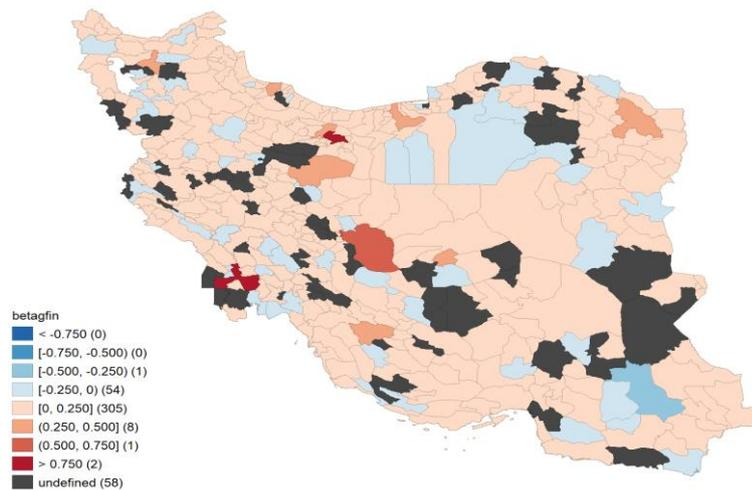 betagfin
< -0.750 (0)
[-0.750, -0.500) (0)
[-0.500, -0.250) (1)
[-0.250, 0) (54)
[0, 0.250] (305)
(0.250, 0.500] (8)
(0.500, 0.750] (1)
> 0.750 (2)
undefined (58)